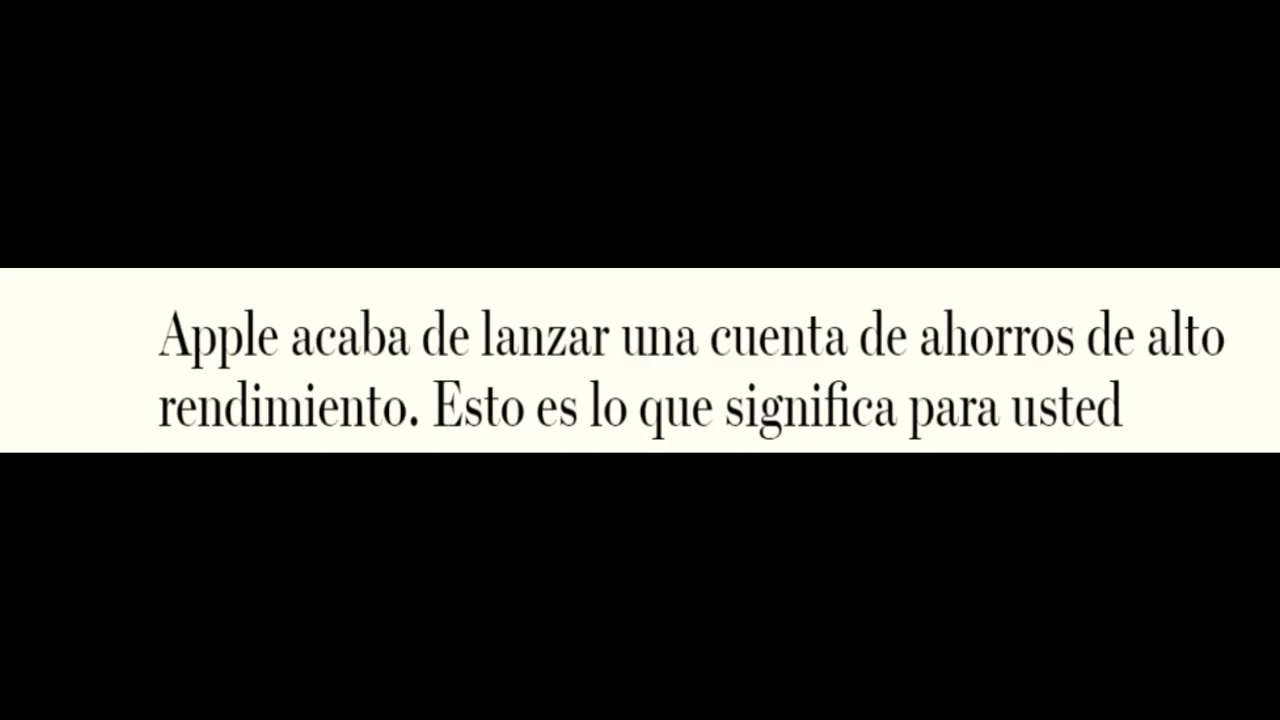 Apple acaba de lanzar una cuenta de ahorros de alto
rendimiento. Esto es lo que significa para usted